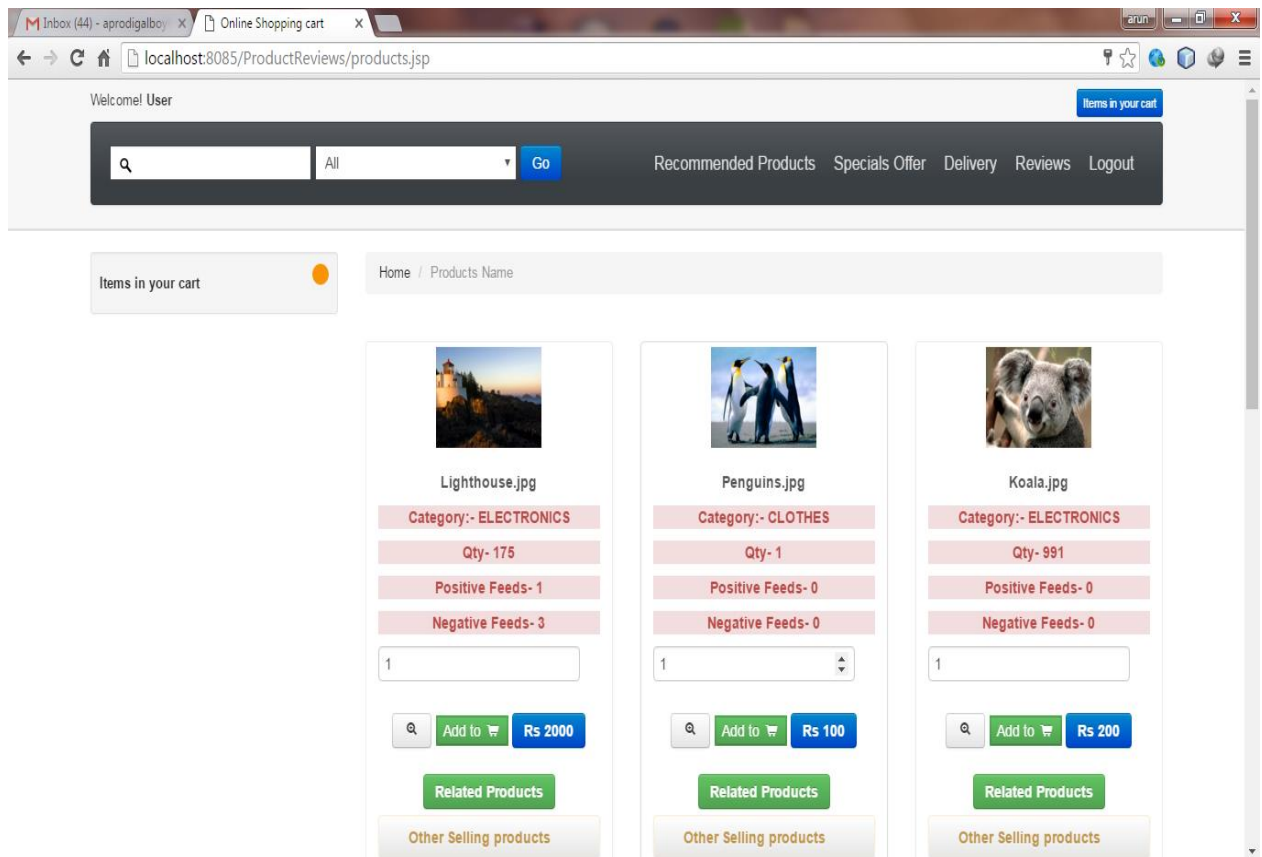 Inbox (44) - aprodigalboy
Online Shopping cart
arun
localhost:8085/ProductReviews/products.jsp
Welcome! User
Items in your cart
All
Go
Recommended Products
Specials Offer
Delivery
Reviews
Logout
Items in your cart
Home / Products Name
Lighthouse.jpg
Category:- ELECTRONICS
Qty- 175
Positive Feeds- 1
Negative Feeds- 3
1
Add to
Rs 2000
Related Products
Other Selling products
Penguins.jpg
Category:- CLOTHES
Qty- 1
Positive Feeds- 0
Negative Feeds- 0
1
Add to
Rs 100
Related Products
Other Selling products
Koala.jpg
Category:- ELECTRONICS
Qty- 991
Positive Feeds- 0
Negative Feeds- 0
1
Add to
Rs 200
Related Products
Other Selling products